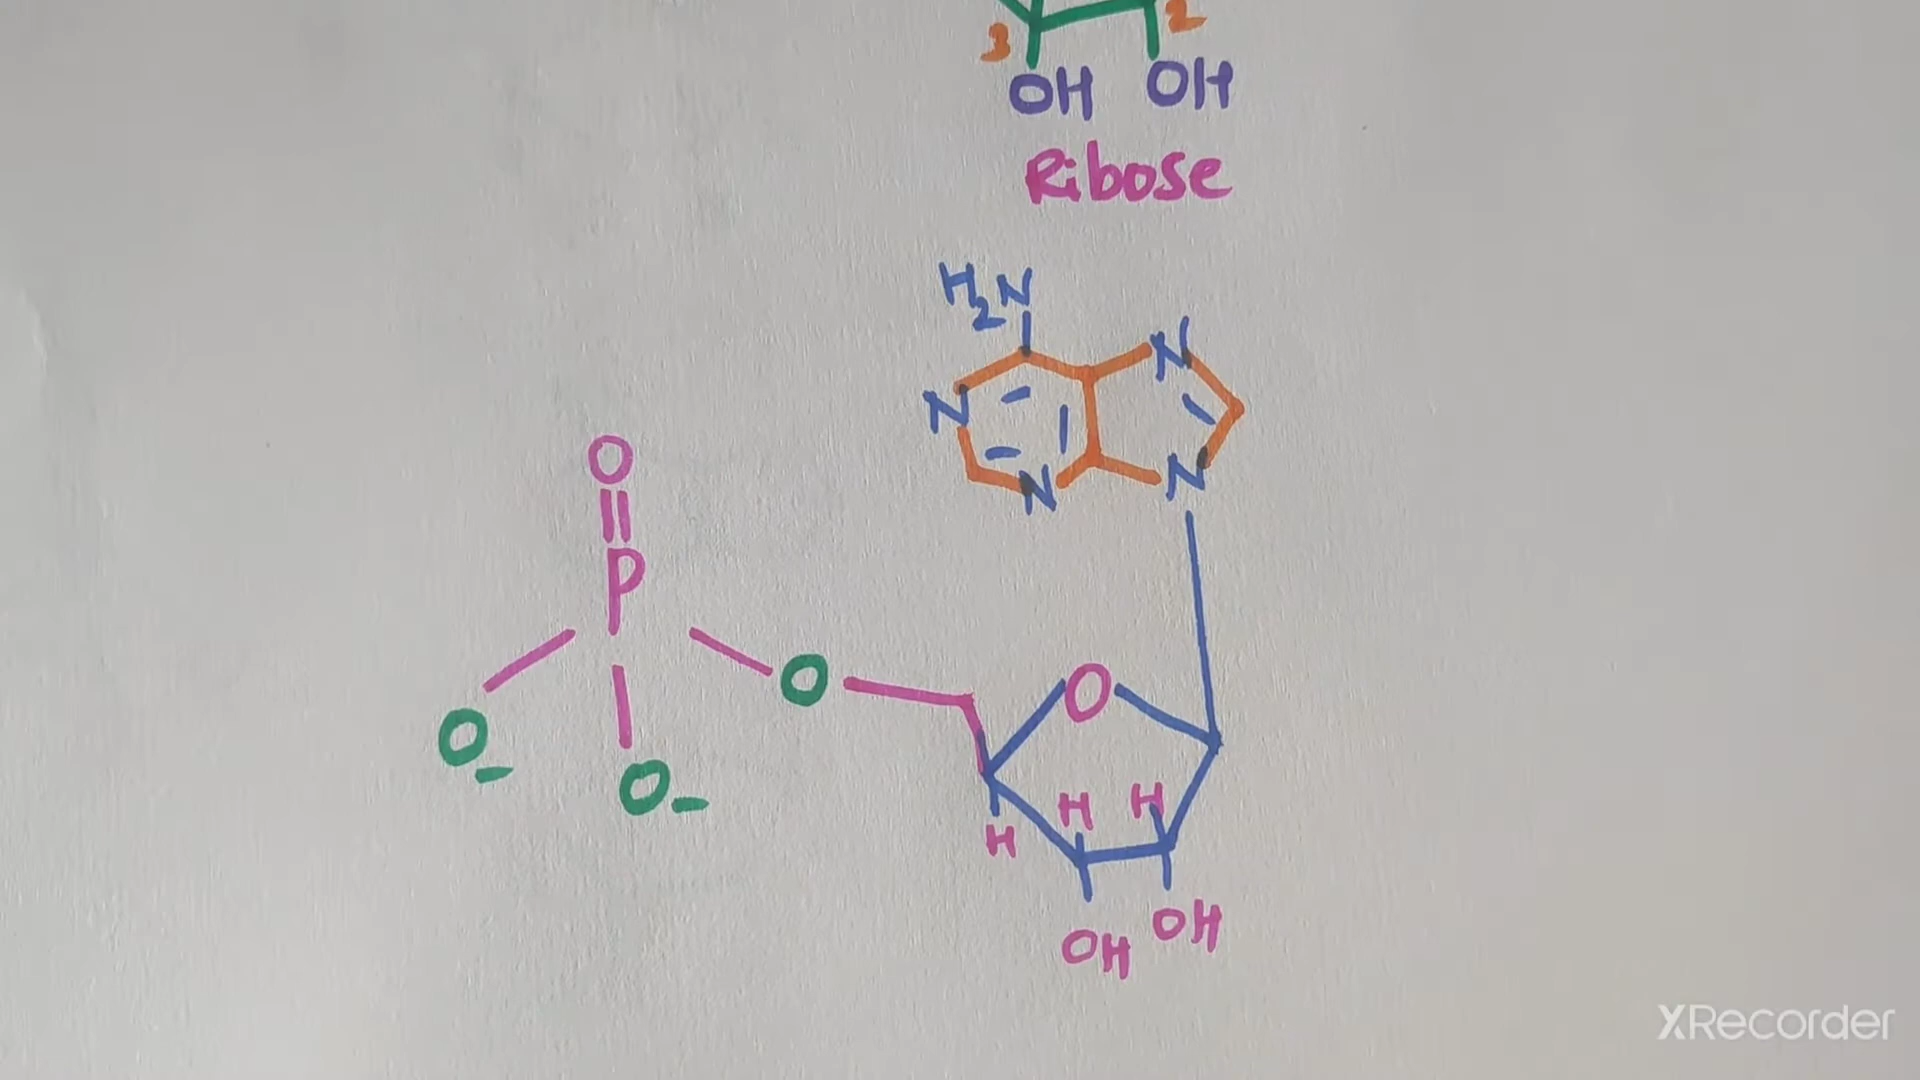 3 2
OH OH
Ribose
H2N
N N
N N
O
P
O O
O- O-
H H H
OH OH
XRecorder